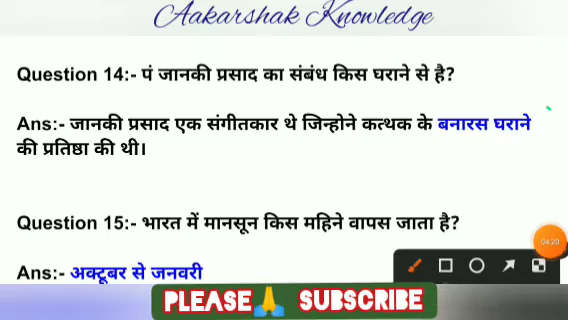 Aakarshak Knowledge
Question 14:- पं जानकी प्रसाद का संबंध किस घराने से है?
Ans:- जानकी प्रसाद एक संगीतकार थे जिन्होने कत्थक के बनारस घराने
की प्रतिष्ठा की थी।
Question 15:- भारत में मानसून किस महिने वापस जाता है?
04:20
Ans:- अक्टूबर से जनवरी
PLEASE🙏 SUBSCRIBE